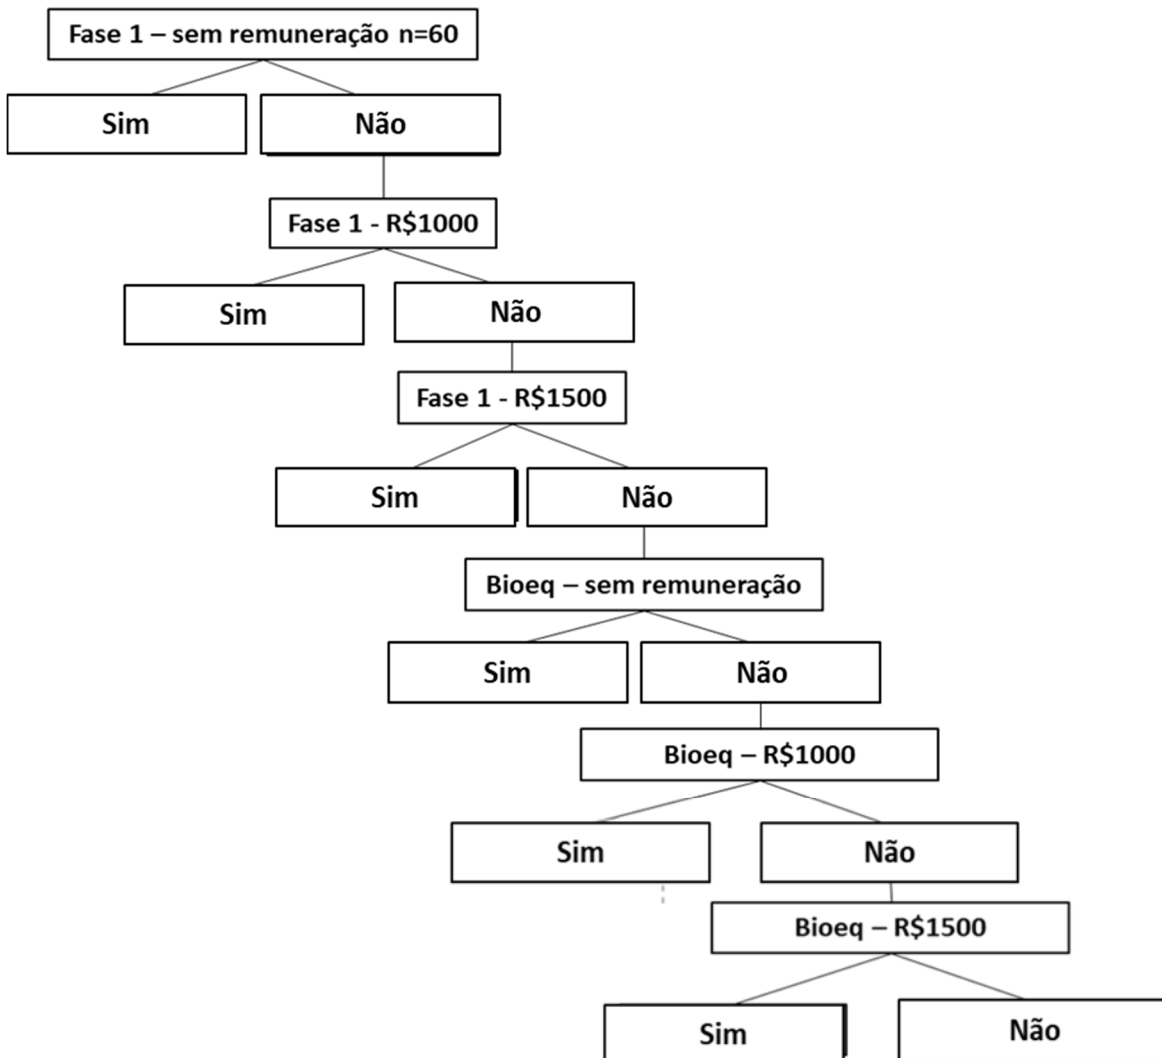 Fase 1 – sem remuneração n=60
Sim
Não
Fase 1 - R$1000
Sim
Não
Fase 1 - R$1500
Sim
Não
Bioeq – sem remuneração
Sim
Não
Bioeq – R$1000
Sim
Não
Bioeq – R$1500
Sim
Não